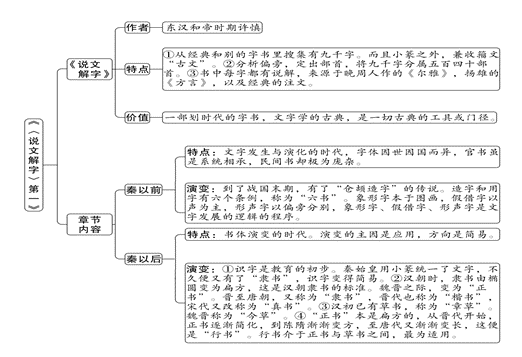 《〈说文解字〉第一》
《说文
解字》
作者
东汉和帝时期许慎
特点
①从经典和别的字书里搜集有九千字。而且小篆之外，兼收籀文
“古文”。②分析偏旁，定出部首，将九千字分属五百四十部
首。③书中每字都有说解，来源于晚周人作的《尔雅》，扬雄的
《方言》，以及经典的注文。
价值
一部划时代的字书，文字学的古典，是一切古典的工具或门径。
章节
内容
秦以前
特点：文字发生与演化的时代，字体因世因国而异，官书虽
是系统相承，民间书却极为庞杂。
演变：到了战国末期，有了“仓颉造字”的传说。造字和用
字有六个条例，称为“六书”。象形字本于图画，假借字以
声为主，形声字以偏旁分别，象形字、假借字、形声字是文
字发展的逻辑的程序。
秦以后
特点：书体演变的时代。演变的主因是应用，方向是简易。
演变：①识字是教育的初步。秦始皇用小篆统一了文字，不
久便又有了“隶书”，识字变得简易。②汉朝时，隶书由椭
圆变为扁方，这是汉朝隶书的标准。魏晋之际，变为“正
书”。晋至唐朝，又称为“隶书”，晋代也称为“楷书”，
宋代又改称为“真书”。③汉初已有草书，称为“章草”。
魏晋称为“今草”。④“正书”本是扁方的，从晋代开始，
正书逐渐简化，到陈隋渐渐变方，至唐代又渐渐变长，这便
是“行书”。行书介于正书与草书之间，最为适用。